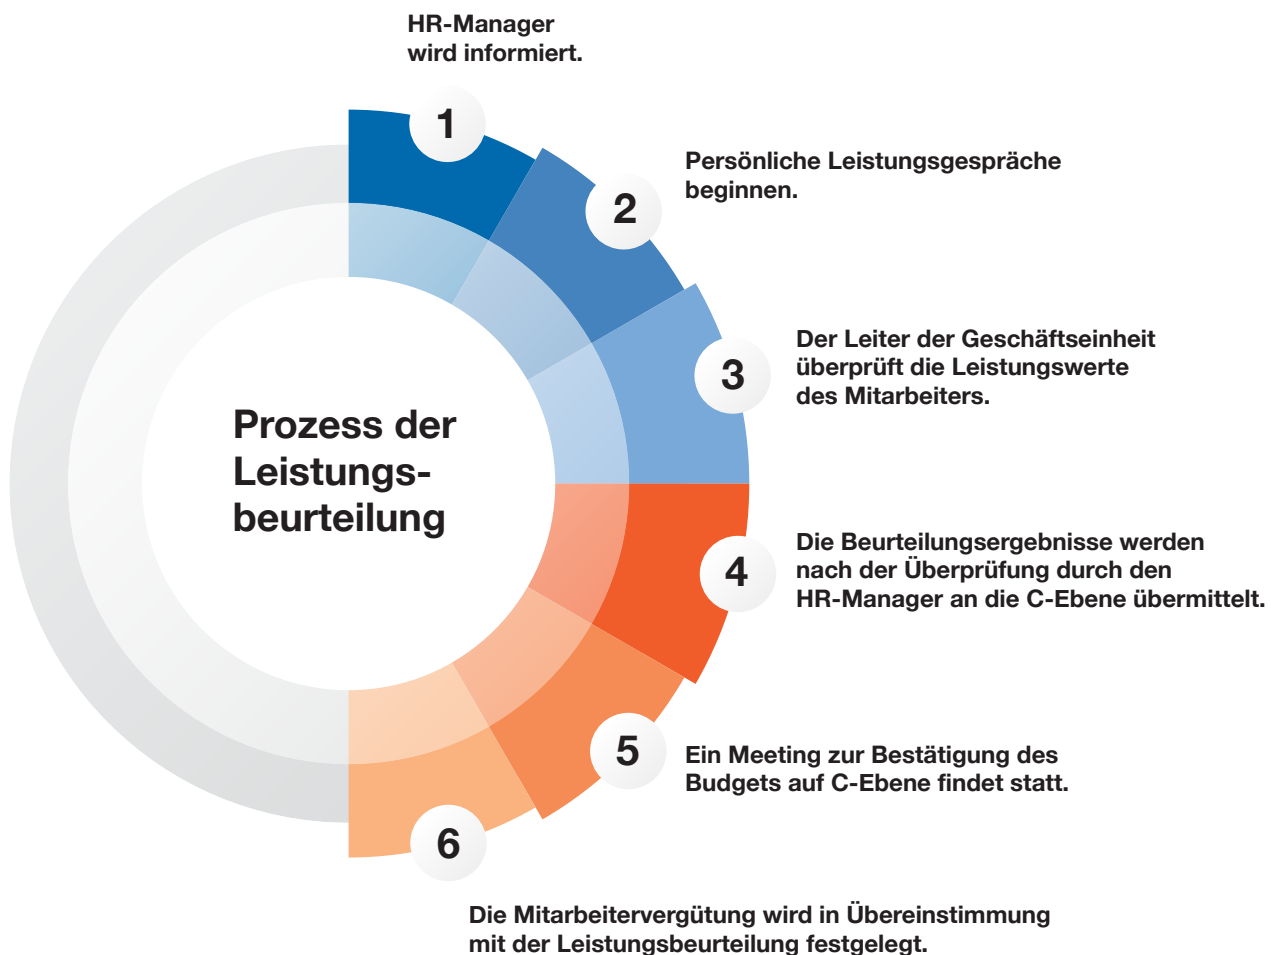 HR-Manager
wird informiert.
1
Persönliche Leistungsgespräche
beginnen.
2
Der Leiter der Geschäftseinheit
überprüft die Leistungswerte
des Mitarbeiters.
3
Prozess der
Leistungs-
beurteilung
Die Beurteilungsergebnisse werden
nach der Überprüfung durch den
HR-Manager an die C-Ebene übermittelt.
4
Ein Meeting zur Bestätigung des
Budgets auf C-Ebene findet statt.
5
6
Die Mitarbeitervergütung wird in Übereinstimmung
mit der Leistungsbeurteilung festgelegt.